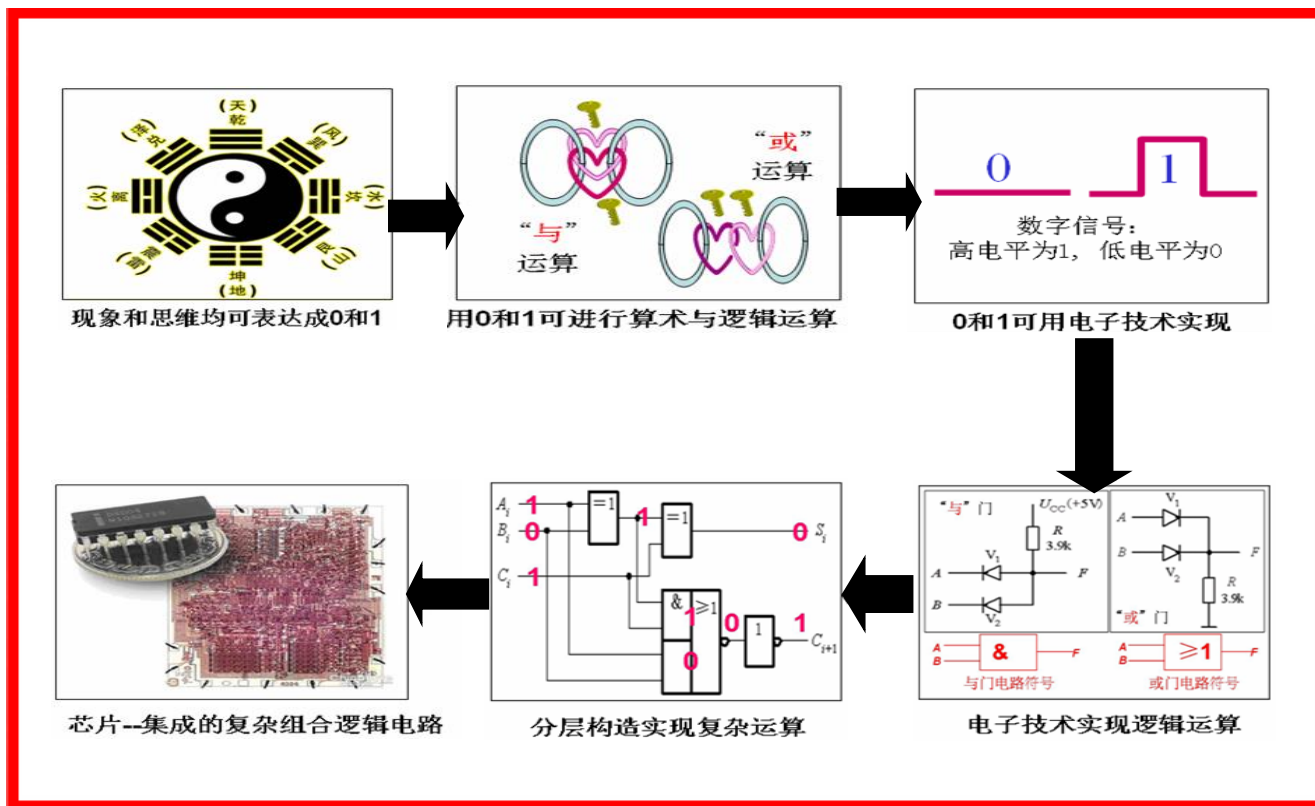 (天)
乾
(风)
巽
(水)
坎
(山)
艮
坤
(地)
(雷)
震
(火)
离
(泽)
兑
现象和思维均可表达成0和1
“或”
运算
“与”
运算
用0和1可进行算术与逻辑运算
0
1
数字信号:
高电平为1, 低电平为0
0和1可用电子技术实现
芯片--集成的复杂组合逻辑电路
Ai 1 =1 1 =1 0 Si
Bi 0
Ci 1
& 1 ≥1 0 1 1 Ci+1
0
分层构造实现复杂运算
“与” 门
UCC(+5V)
R
3.9k
V1
A F
B
V2
V1
A
B F
V2
R
3.9k
“或” 门
A & F
B
与门电路符号
A ≥1 F
B
或门电路符号
电子技术实现逻辑运算